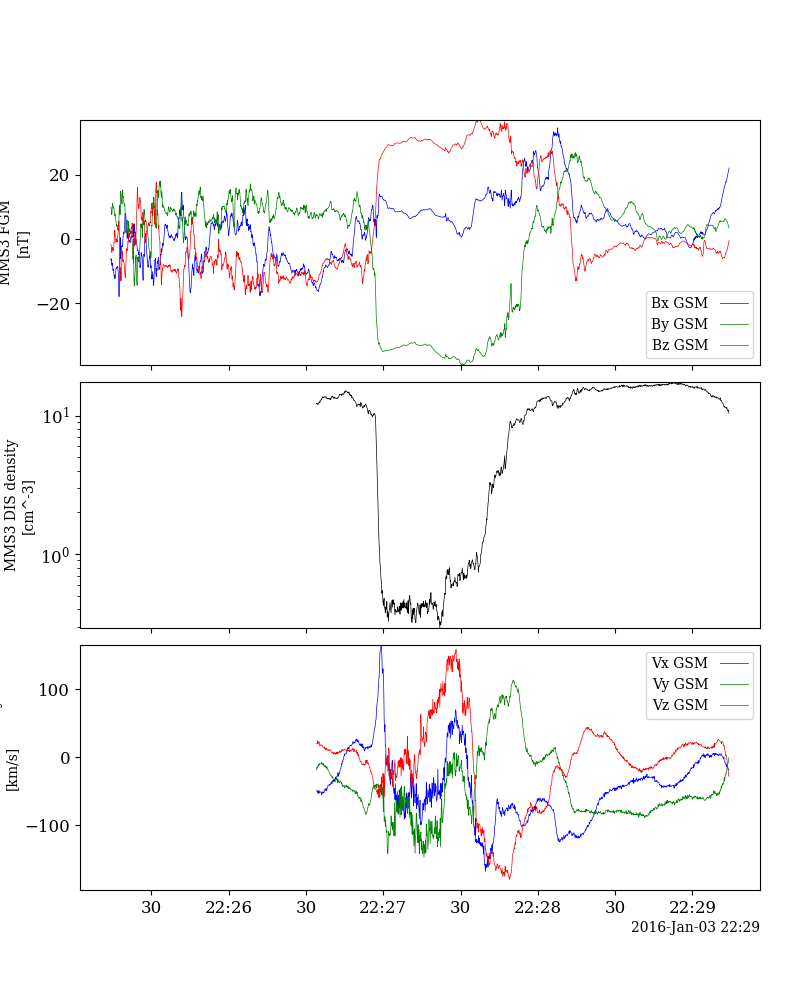 MMS3 FGM
[nT]
20
0
−20
Bx GSM
By GSM
Bz GSM
MMS3 DIS density
[cm^-3]
10^1
10^0
[km/s]
100
0
−100
Vx GSM
Vy GSM
Vz GSM
30 22:26 30 22:27 30 22:28 30 22:29
2016-Jan-03 22:29